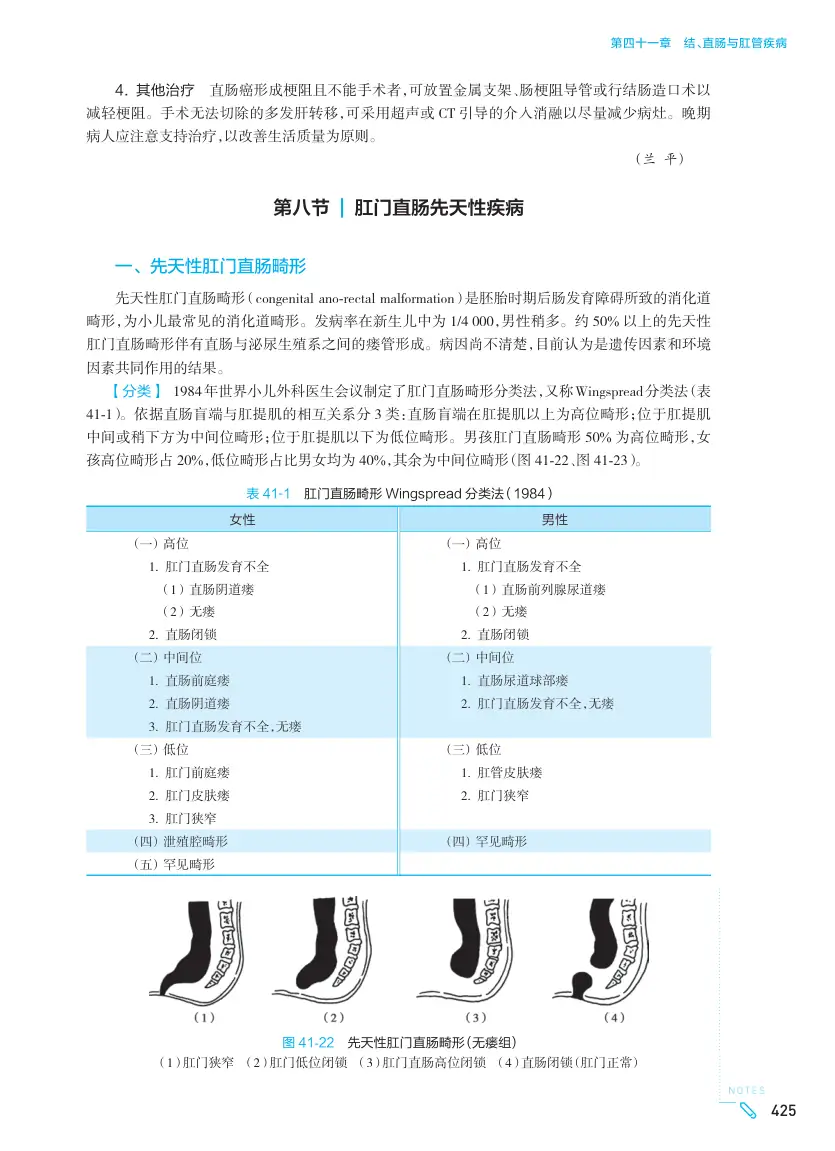 第四十一章 结、直肠与肛管疾病
4. 其他治疗 直肠癌形成梗阻且不能手术者,可放置金属支架、肠梗阻导管或行结肠造口术以
减轻梗阻。手术无法切除的多发肝转移,可采用超声或 CT 引导的介入消融以尽量减少病灶。晚期
病人应注意支持治疗,以改善生活质量为原则。
(兰 平)
第八节 | 肛门直肠先天性疾病
一、先天性肛门直肠畸形
先天性肛门直肠畸形(congenital ano-rectal malformation)是胚胎时期后肠发育障碍所致的消化道
畸形,为小儿最常见的消化道畸形。发病率在新生儿中为 1/4 000,男性稍多。约 50% 以上的先天性
肛门直肠畸形伴有直肠与泌尿生殖系之间的瘘管形成。病因尚不清楚,目前认为是遗传因素和环境
因素共同作用的结果。
【分类】 1984年世界小儿外科医生会议制定了肛门直肠畸形分类法,又称Wingspread分类法(表
41-1)。依据直肠盲端与肛提肌的相互关系分 3 类:直肠盲端在肛提肌以上为高位畸形;位于肛提肌
中间或稍下方为中间位畸形;位于肛提肌以下为低位畸形。男孩肛门直肠畸形 50% 为高位畸形,女
孩高位畸形占 20%,低位畸形占比男女均为 40%,其余为中间位畸形(图 41-22、图 41-23)。
表 41-1 肛门直肠畸形 Wingspread 分类法(1984)
女性 男性
(一)高位 (一)高位
1. 肛门直肠发育不全 1. 肛门直肠发育不全
(1)直肠阴道瘘 (1)直肠前列腺尿道瘘
(2)无瘘 (2)无瘘
2. 直肠闭锁 2. 直肠闭锁
(二)中间位 (二)中间位
1. 直肠前庭瘘 1. 直肠尿道球部瘘
2. 直肠阴道瘘 2. 肛门直肠发育不全,无瘘
3. 肛门直肠发育不全,无瘘
(三)低位 (三)低位
1. 肛门前庭瘘 1. 肛管皮肤瘘
2. 肛门皮肤瘘 2. 肛门狭窄
3. 肛门狭窄
(四)泄殖腔畸形 (四)罕见畸形
(五)罕见畸形
(1) (2) (3) (4)
图 41-22 先天性肛门直肠畸形(无瘘组)
(1)肛门狭窄 (2)肛门低位闭锁 (3)肛门直肠高位闭锁 (4)直肠闭锁(肛门正常)
NOTES
425